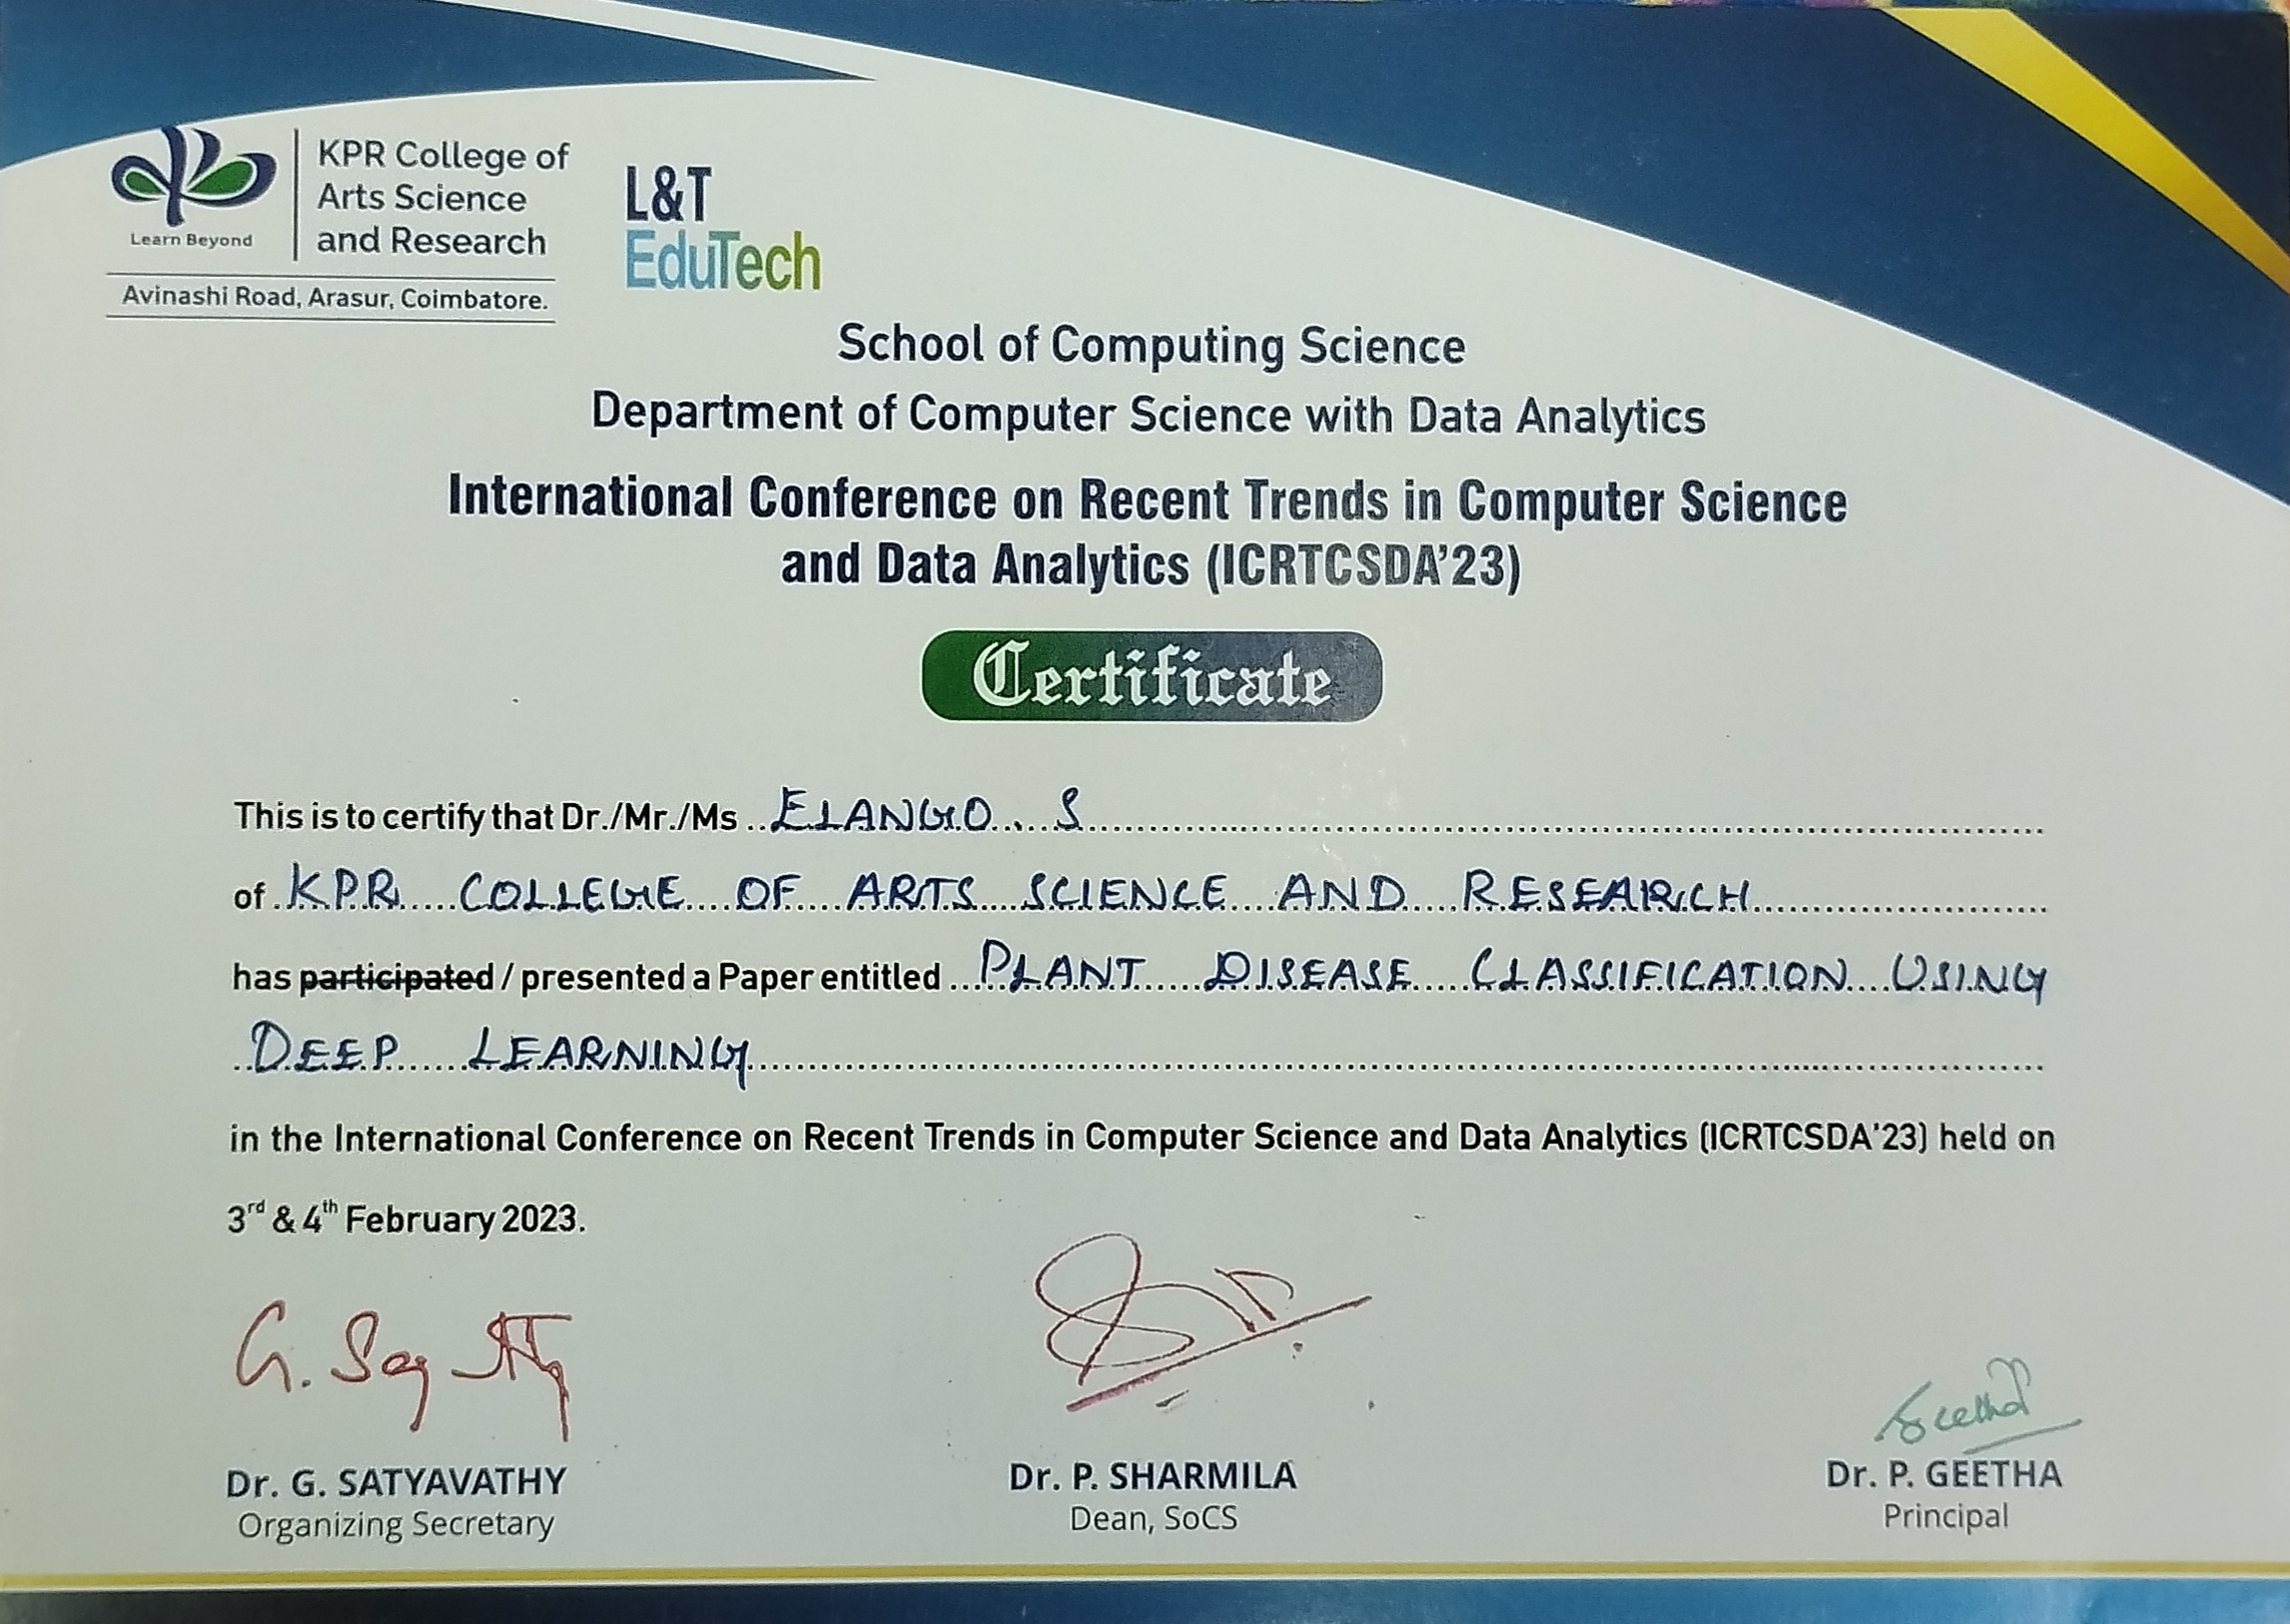 KPR College of
Arts Science
and Research
Learn Beyond
Avinashi Road, Arasur, Coimbatore.
L&T
EduTech
School of Computing Science
Department of Computer Science with Data Analytics
International Conference on Recent Trends in Computer Science
and Data Analytics (ICRTCSDA'23)
Certificate
This is to certify that Dr./Mr./Ms ELANGO. S
of KPR COLLEGE OF ARTS SCIENCE AND RESEARCH
has participated / presented a Paper entitled PLANT DISEASE CLASSIFICATION USING
DEEP LEARNING
in the International Conference on Recent Trends in Computer Science and Data Analytics (ICRTCSDA'23) held on
3rd & 4th February 2023.
Geetha
Dr. G. SATYAVATHY
Organizing Secretary
Dr. P. SHARMILA
Dean, SoCS
Dr. P. GEETHA
Principal